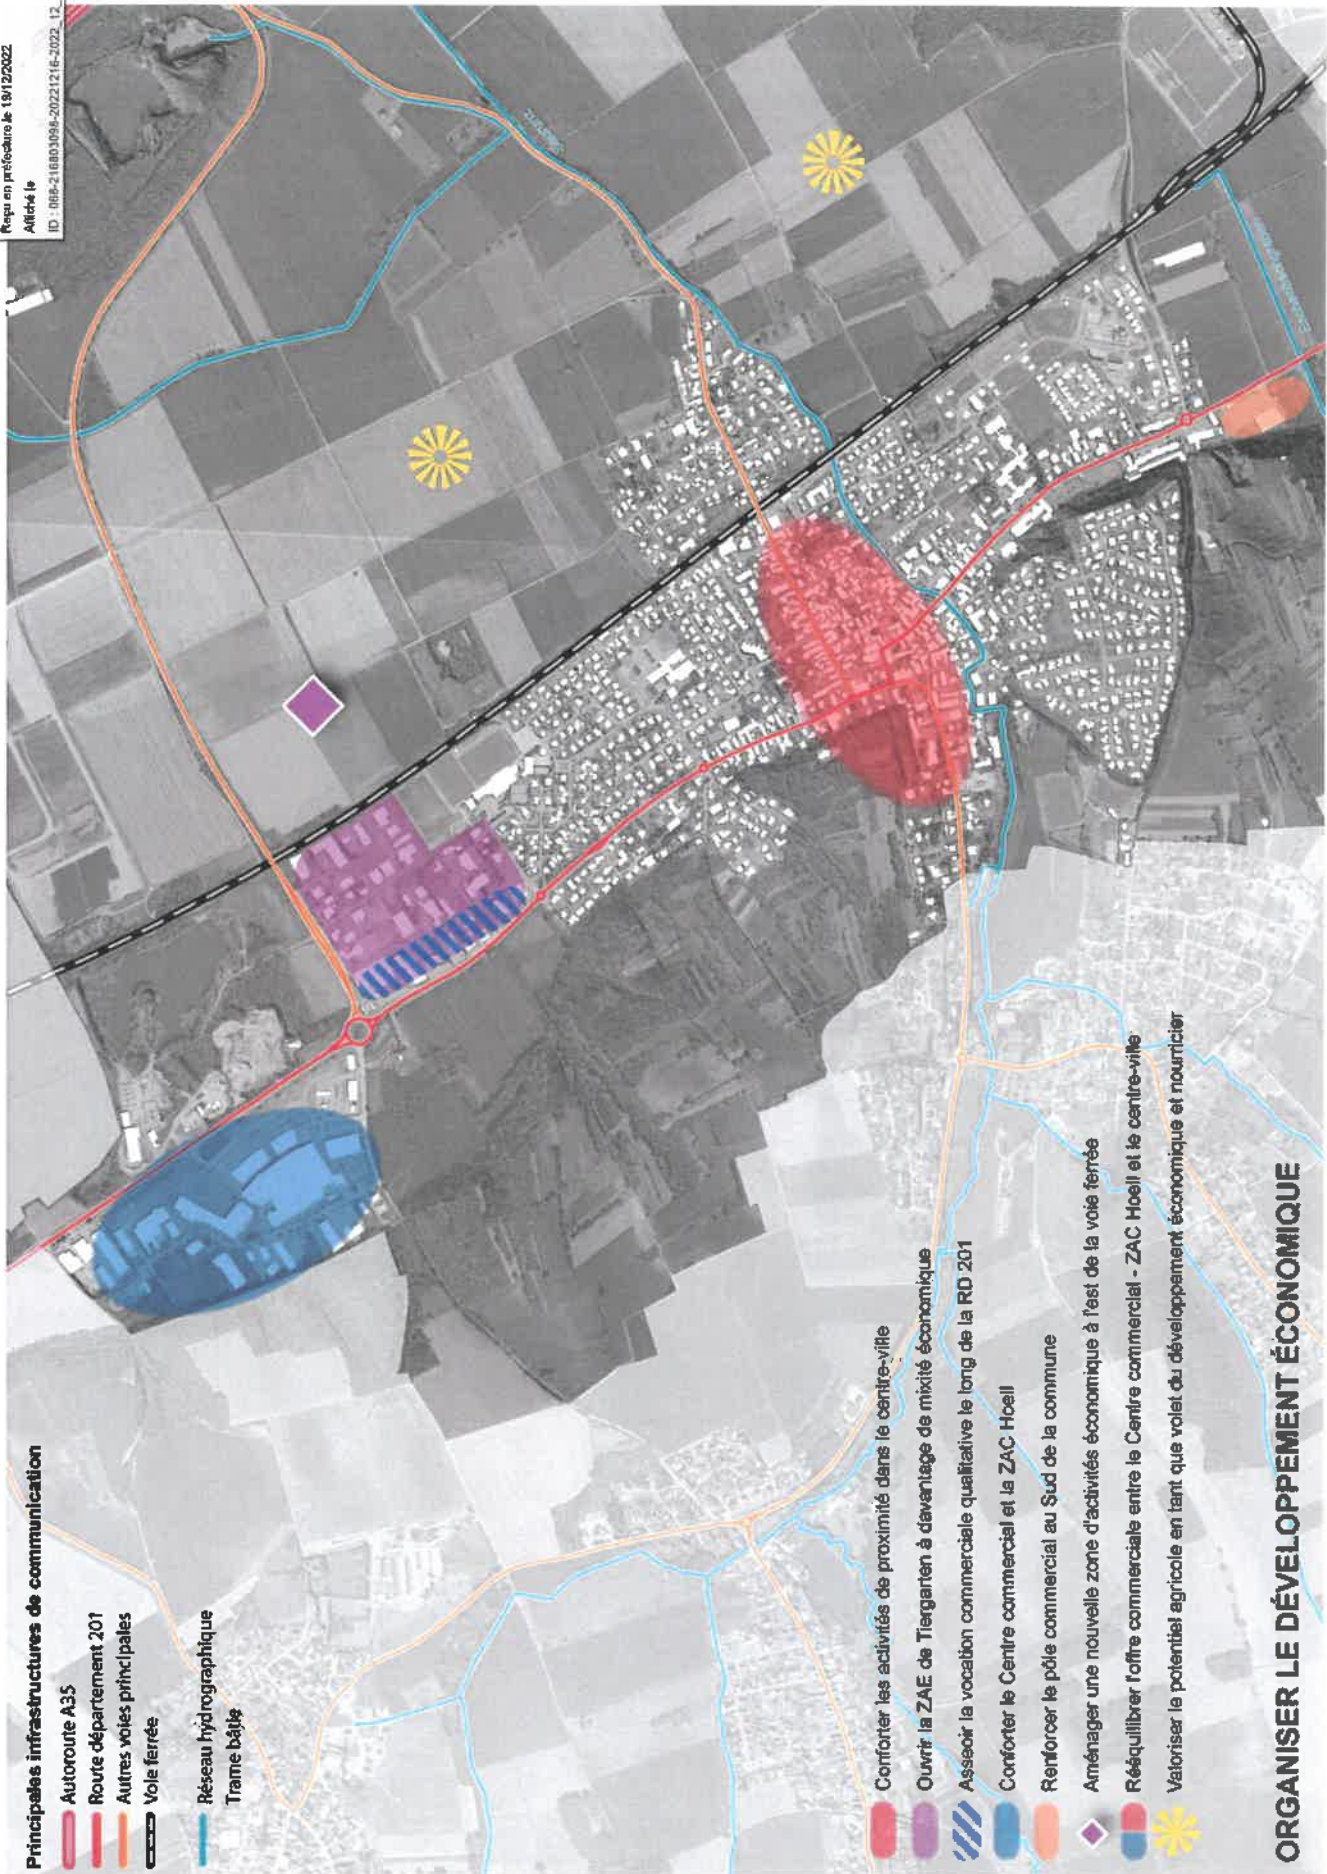 Reçu en préfecture le 19/12/2022
Affiché le
ID : 068-216803098-20221216-2022_12_
Principales infrastructures de communication
Autoroute A35
Route département 201
Autres voies principales
Voie ferrée
Réseau hydrographique
Trame bâtie
Conforter les activités de proximité dans le centre-ville
Ouvrir la ZAE de Tiergarten à davantage de mixité économique
Asseoir la vocation commerciale qualitative le long de la RD 201
Conforter le Centre commercial et la ZAC Hoell
Renforcer le pôle commercial au Sud de la commune
Aménager une nouvelle zone d'activités économique à l'est de la voie ferrée
Rééquilibrer l'offre commerciale entre le Centre commercial - ZAC Hoell et le centre-ville
Valoriser le potentiel agricole en tant que volet du développement économique et nourricier
ORGANISER LE DÉVELOPPEMENT ÉCONOMIQUE